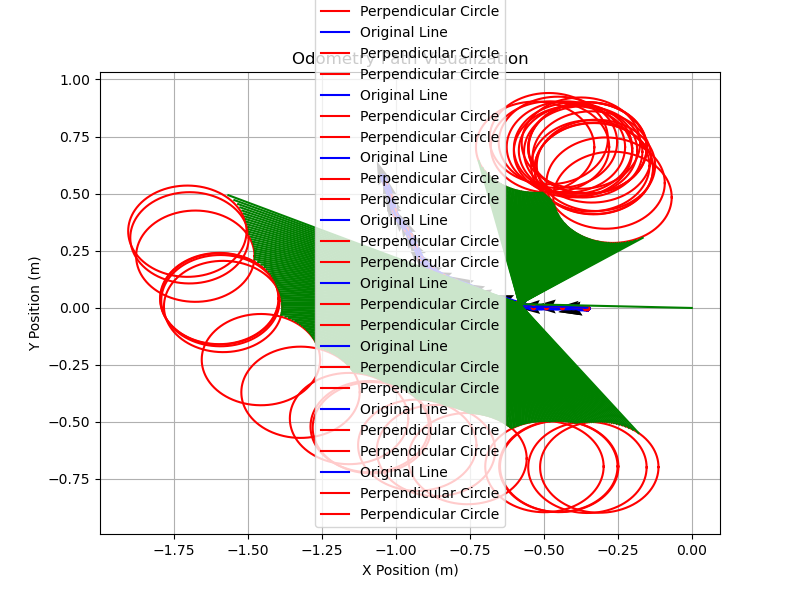 Perpendicular Circle
Original Line
Odometry Path Visualization
Perpendicular Circle
Perpendicular Circle
Original Line
Perpendicular Circle
Perpendicular Circle
Original Line
Perpendicular Circle
Perpendicular Circle
Original Line
Perpendicular Circle
Perpendicular Circle
Original Line
Perpendicular Circle
Perpendicular Circle
Original Line
Perpendicular Circle
Perpendicular Circle
Original Line
Perpendicular Circle
Perpendicular Circle
Original Line
Perpendicular Circle
Perpendicular Circle
Y Position (m)
1.00
0.75
0.50
0.25
0.00
−0.25
−0.50
−0.75
−1.75
−1.50
−1.25
−1.00
−0.75
−0.50
−0.25
0.00
X Position (m)